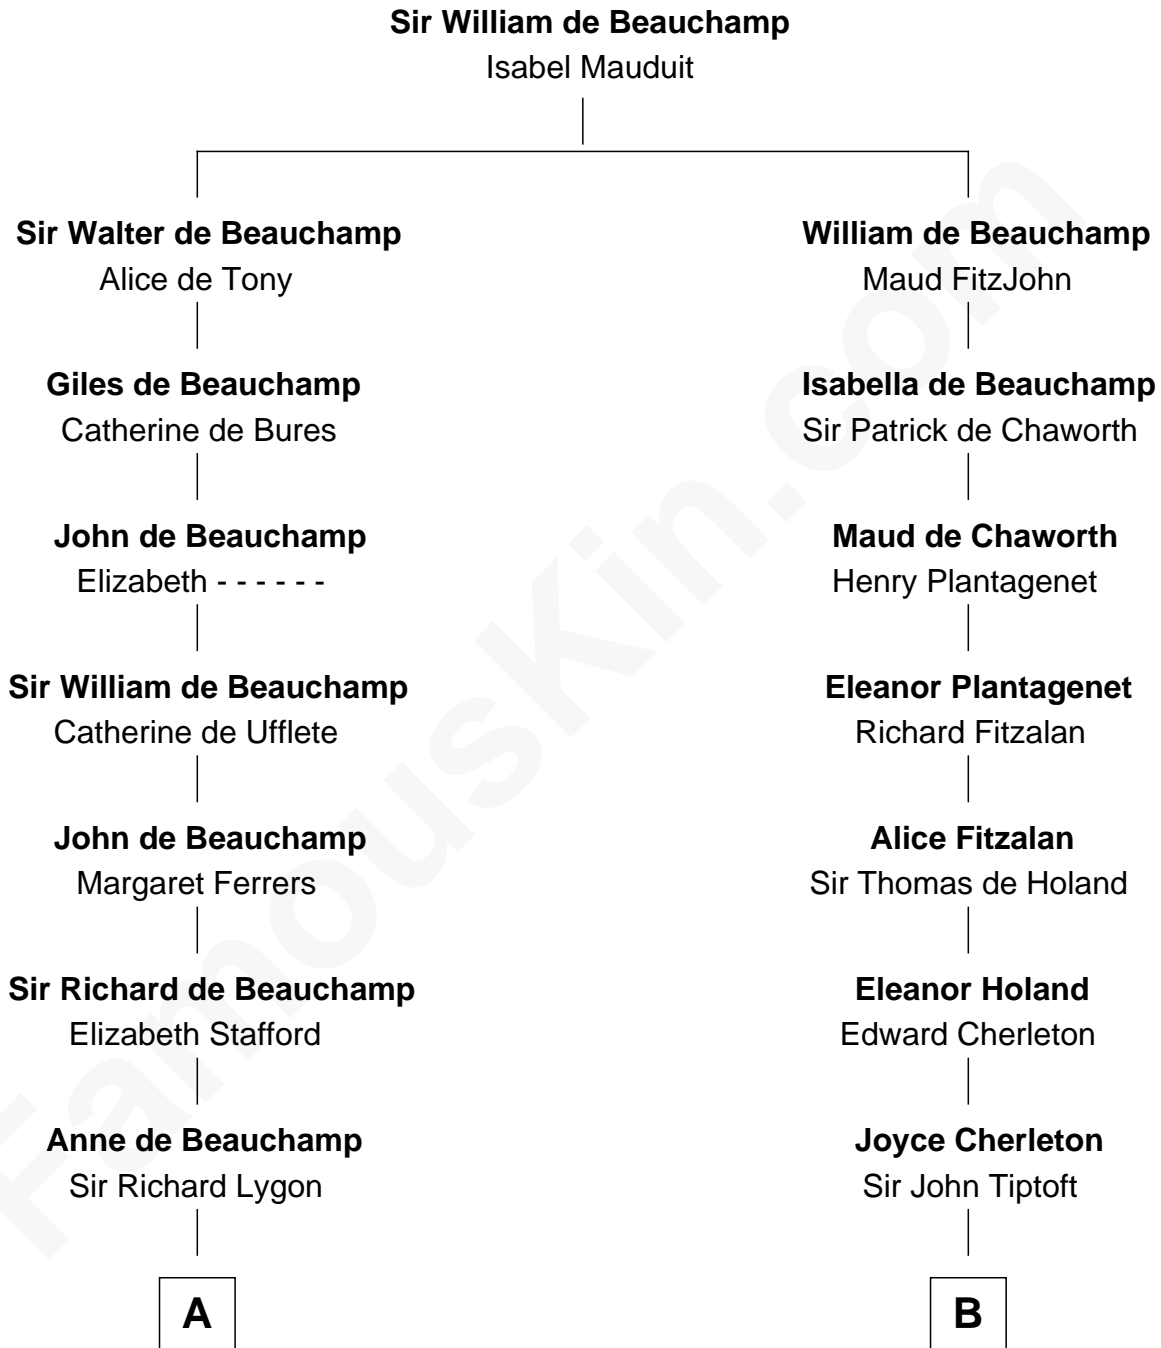 Sir William de Beauchamp
Isabel Mauduit
Sir Walter de Beauchamp
Alice de Tony
William de Beauchamp
Maud FitzJohn
Giles de Beauchamp
Catherine de Bures
Isabella de Beauchamp
Sir Patrick de Chaworth
John de Beauchamp
Elizabeth - - - - - -
Maud de Chaworth
Henry Plantagenet
Sir William de Beauchamp
Catherine de Ufflete
Eleanor Plantagenet
Richard Fitzalan
John de Beauchamp
Margaret Ferrers
Alice Fitzalan
Sir Thomas de Holand
Sir Richard de Beauchamp
Elizabeth Stafford
Eleanor Holand
Edward Cherleton
Anne de Beauchamp
Sir Richard Lygon
Joyce Cherleton
Sir John Tiptoft
A
B
FamousKin.com